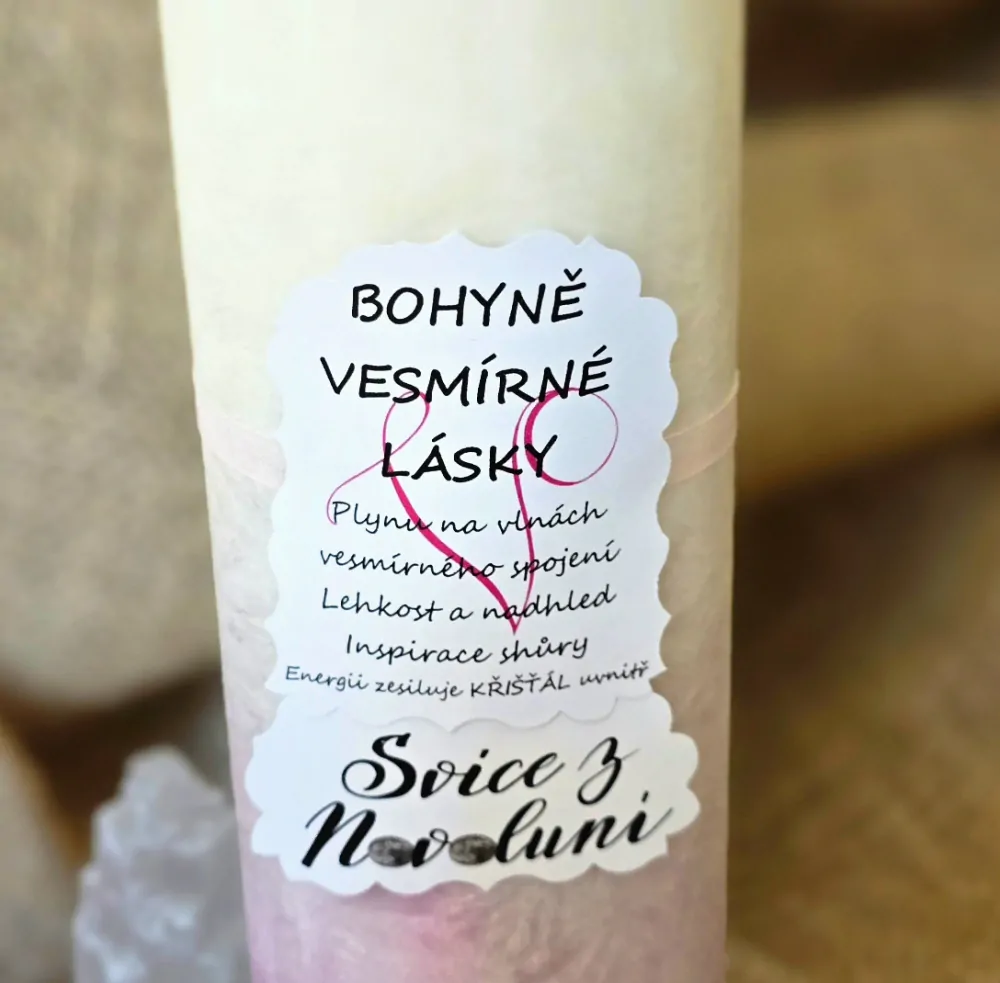 BOHYNĚ
VESMÍRNÉ
LÁSKY
Plynu na vlnách
vesmírného spojení
Lehkost a nadhled
Inspirace shůry
Energii zesiluje KŘIŠŤÁL uvnitř
Svíce z
Novoluní